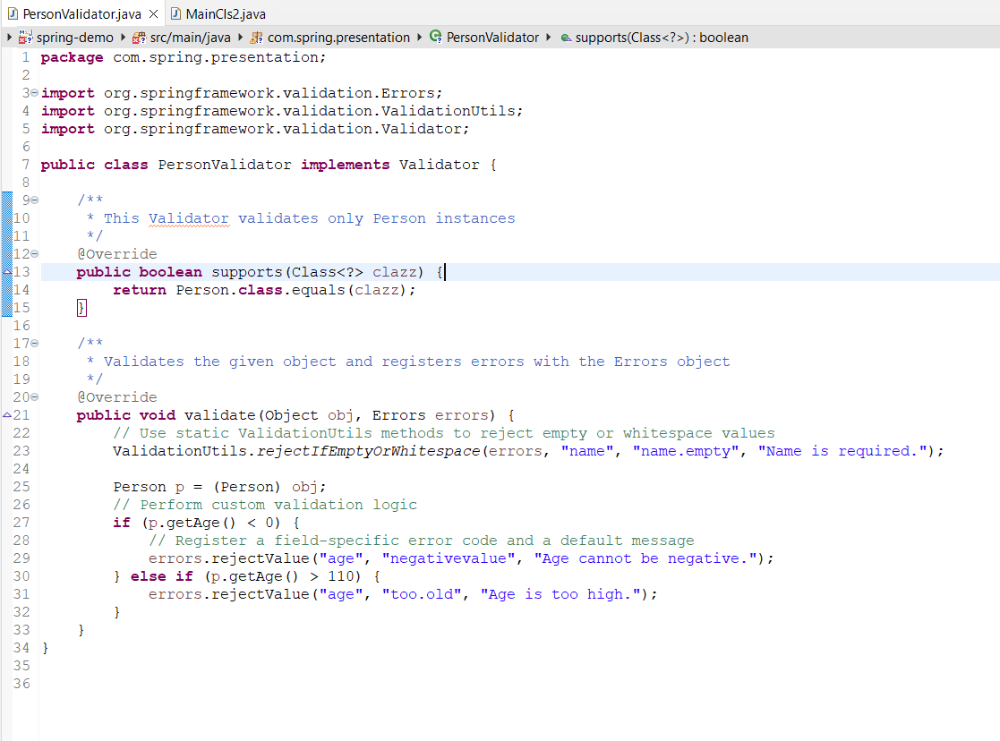 PersonValidator.java MainCls2.java
spring-demo src/main/java com.spring.presentation PersonValidator supports(Class<?>) : boolean
1 package com.spring.presentation;
2
3 import org.springframework.validation.Errors;
4 import org.springframework.validation.ValidationUtils;
5 import org.springframework.validation.Validator;
6
7 public class PersonValidator implements Validator {
8
9     /**
10      * This Validator validates only Person instances
11      */
12     @Override
13     public boolean supports(Class<?> clazz) {
14         return Person.class.equals(clazz);
15     }
16
17     /**
18      * Validates the given object and registers errors with the Errors object
19      */
20     @Override
21     public void validate(Object obj, Errors errors) {
22         // Use static ValidationUtils methods to reject empty or whitespace values
23         ValidationUtils.rejectIfEmptyOrWhitespace(errors, "name", "name.empty", "Name is required.");
24
25         Person p = (Person) obj;
26         // Perform custom validation logic
27         if (p.getAge() < 0) {
28             // Register a field-specific error code and a default message
29             errors.rejectValue("age", "negativevalue", "Age cannot be negative.");
30         } else if (p.getAge() > 110) {
31             errors.rejectValue("age", "too.old", "Age is too high.");
32         }
33     }
34 }
35
36